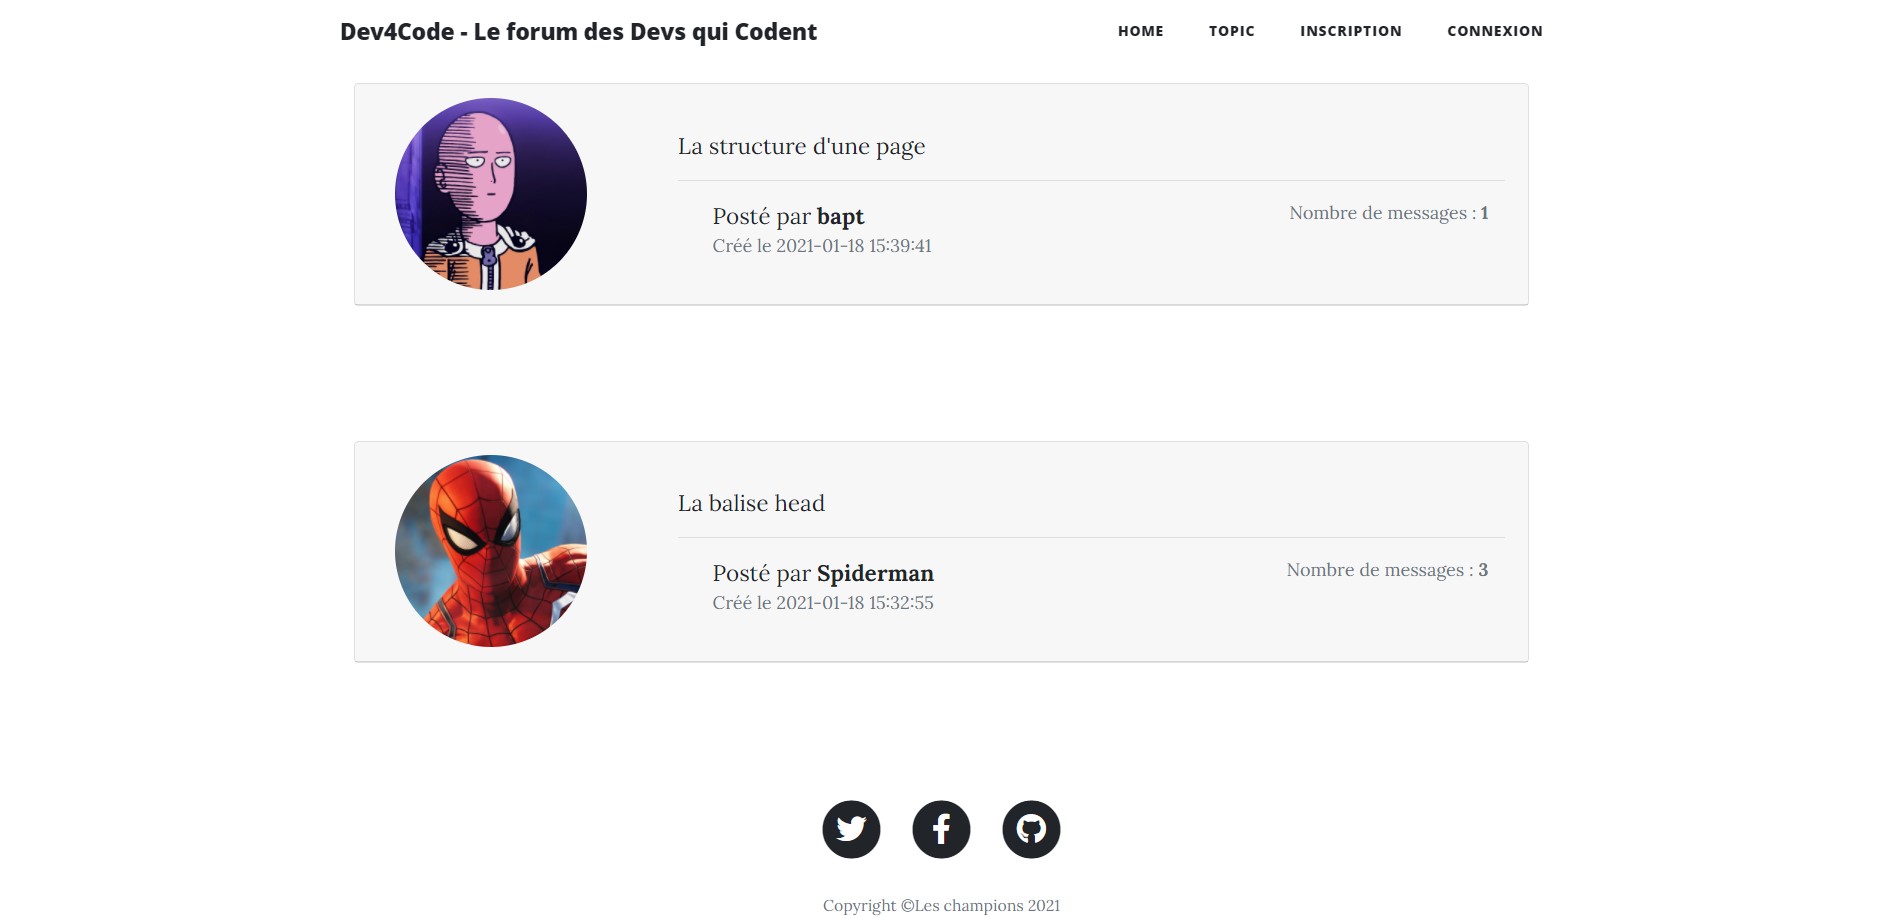 Dev4Code - Le forum des Devs qui Codent
HOME TOPIC INSCRIPTION CONNEXION
La structure d'une page
Posté par bapt
Nombre de messages : 1
Créé le 2021-01-18 15:39:41
La balise head
Posté par Spiderman
Nombre de messages : 3
Créé le 2021-01-18 15:32:55
Copyright ©Les champions 2021